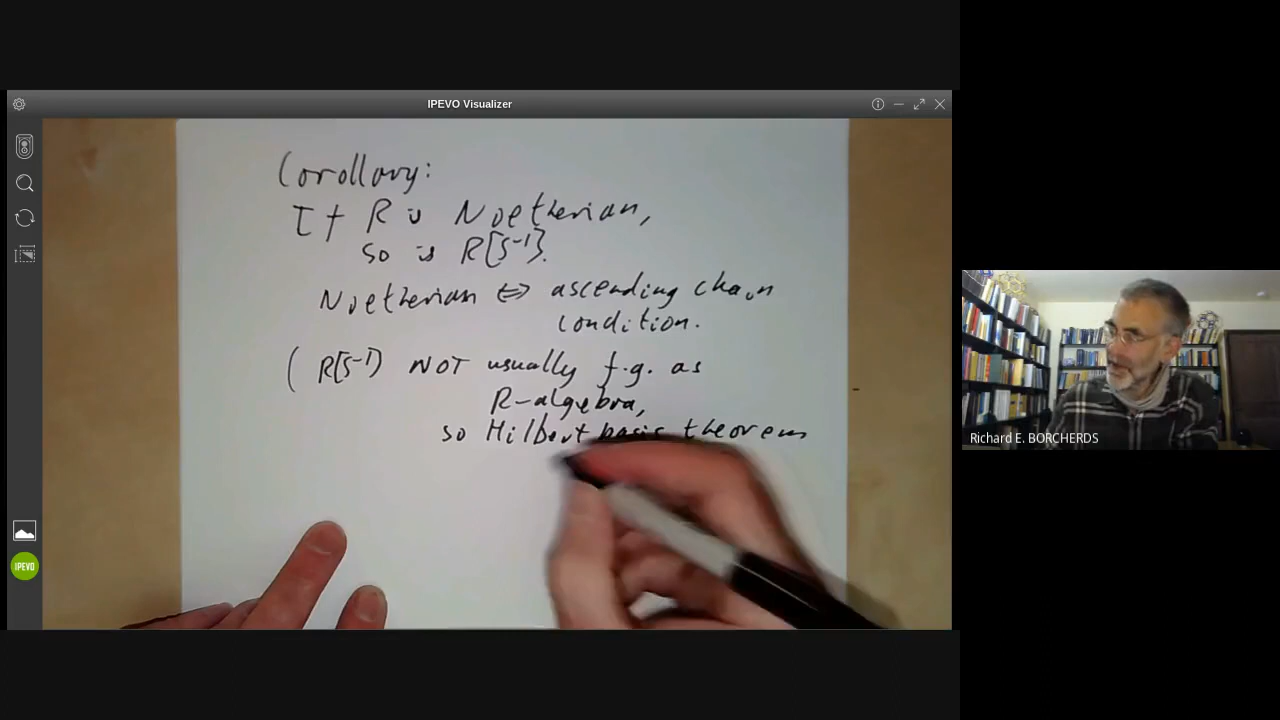 IPEVO Visualizer
Corollary:
If R is Noetherian,
so is R[S⁻¹].
Noetherian ⇔ ascending chain
condition.
( R[S⁻¹] NOT usually f.g. as
R-algebra,
so Hilbert basis theorem
IPEVO
Richard E. BORCHERDS